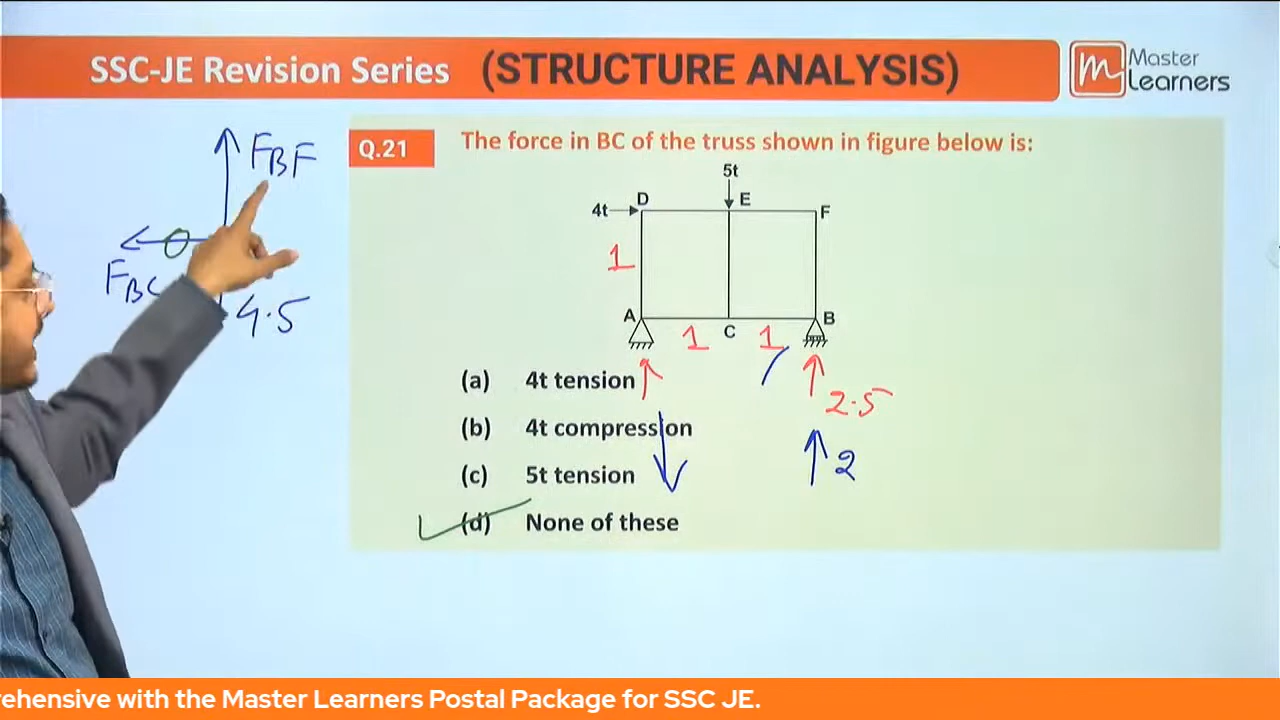 SSC-JE Revision Series (STRUCTURE ANALYSIS)
Master
Learners
Q.21 The force in BC of the truss shown in figure below is:
5t
4t D E F
1
A C B
1 1
(a) 4t tension
(b) 4t compression
(c) 5t tension
(d) None of these
2.5
2
FBF
FBC
4.5
rehensive with the Master Learners Postal Package for SSC JE.